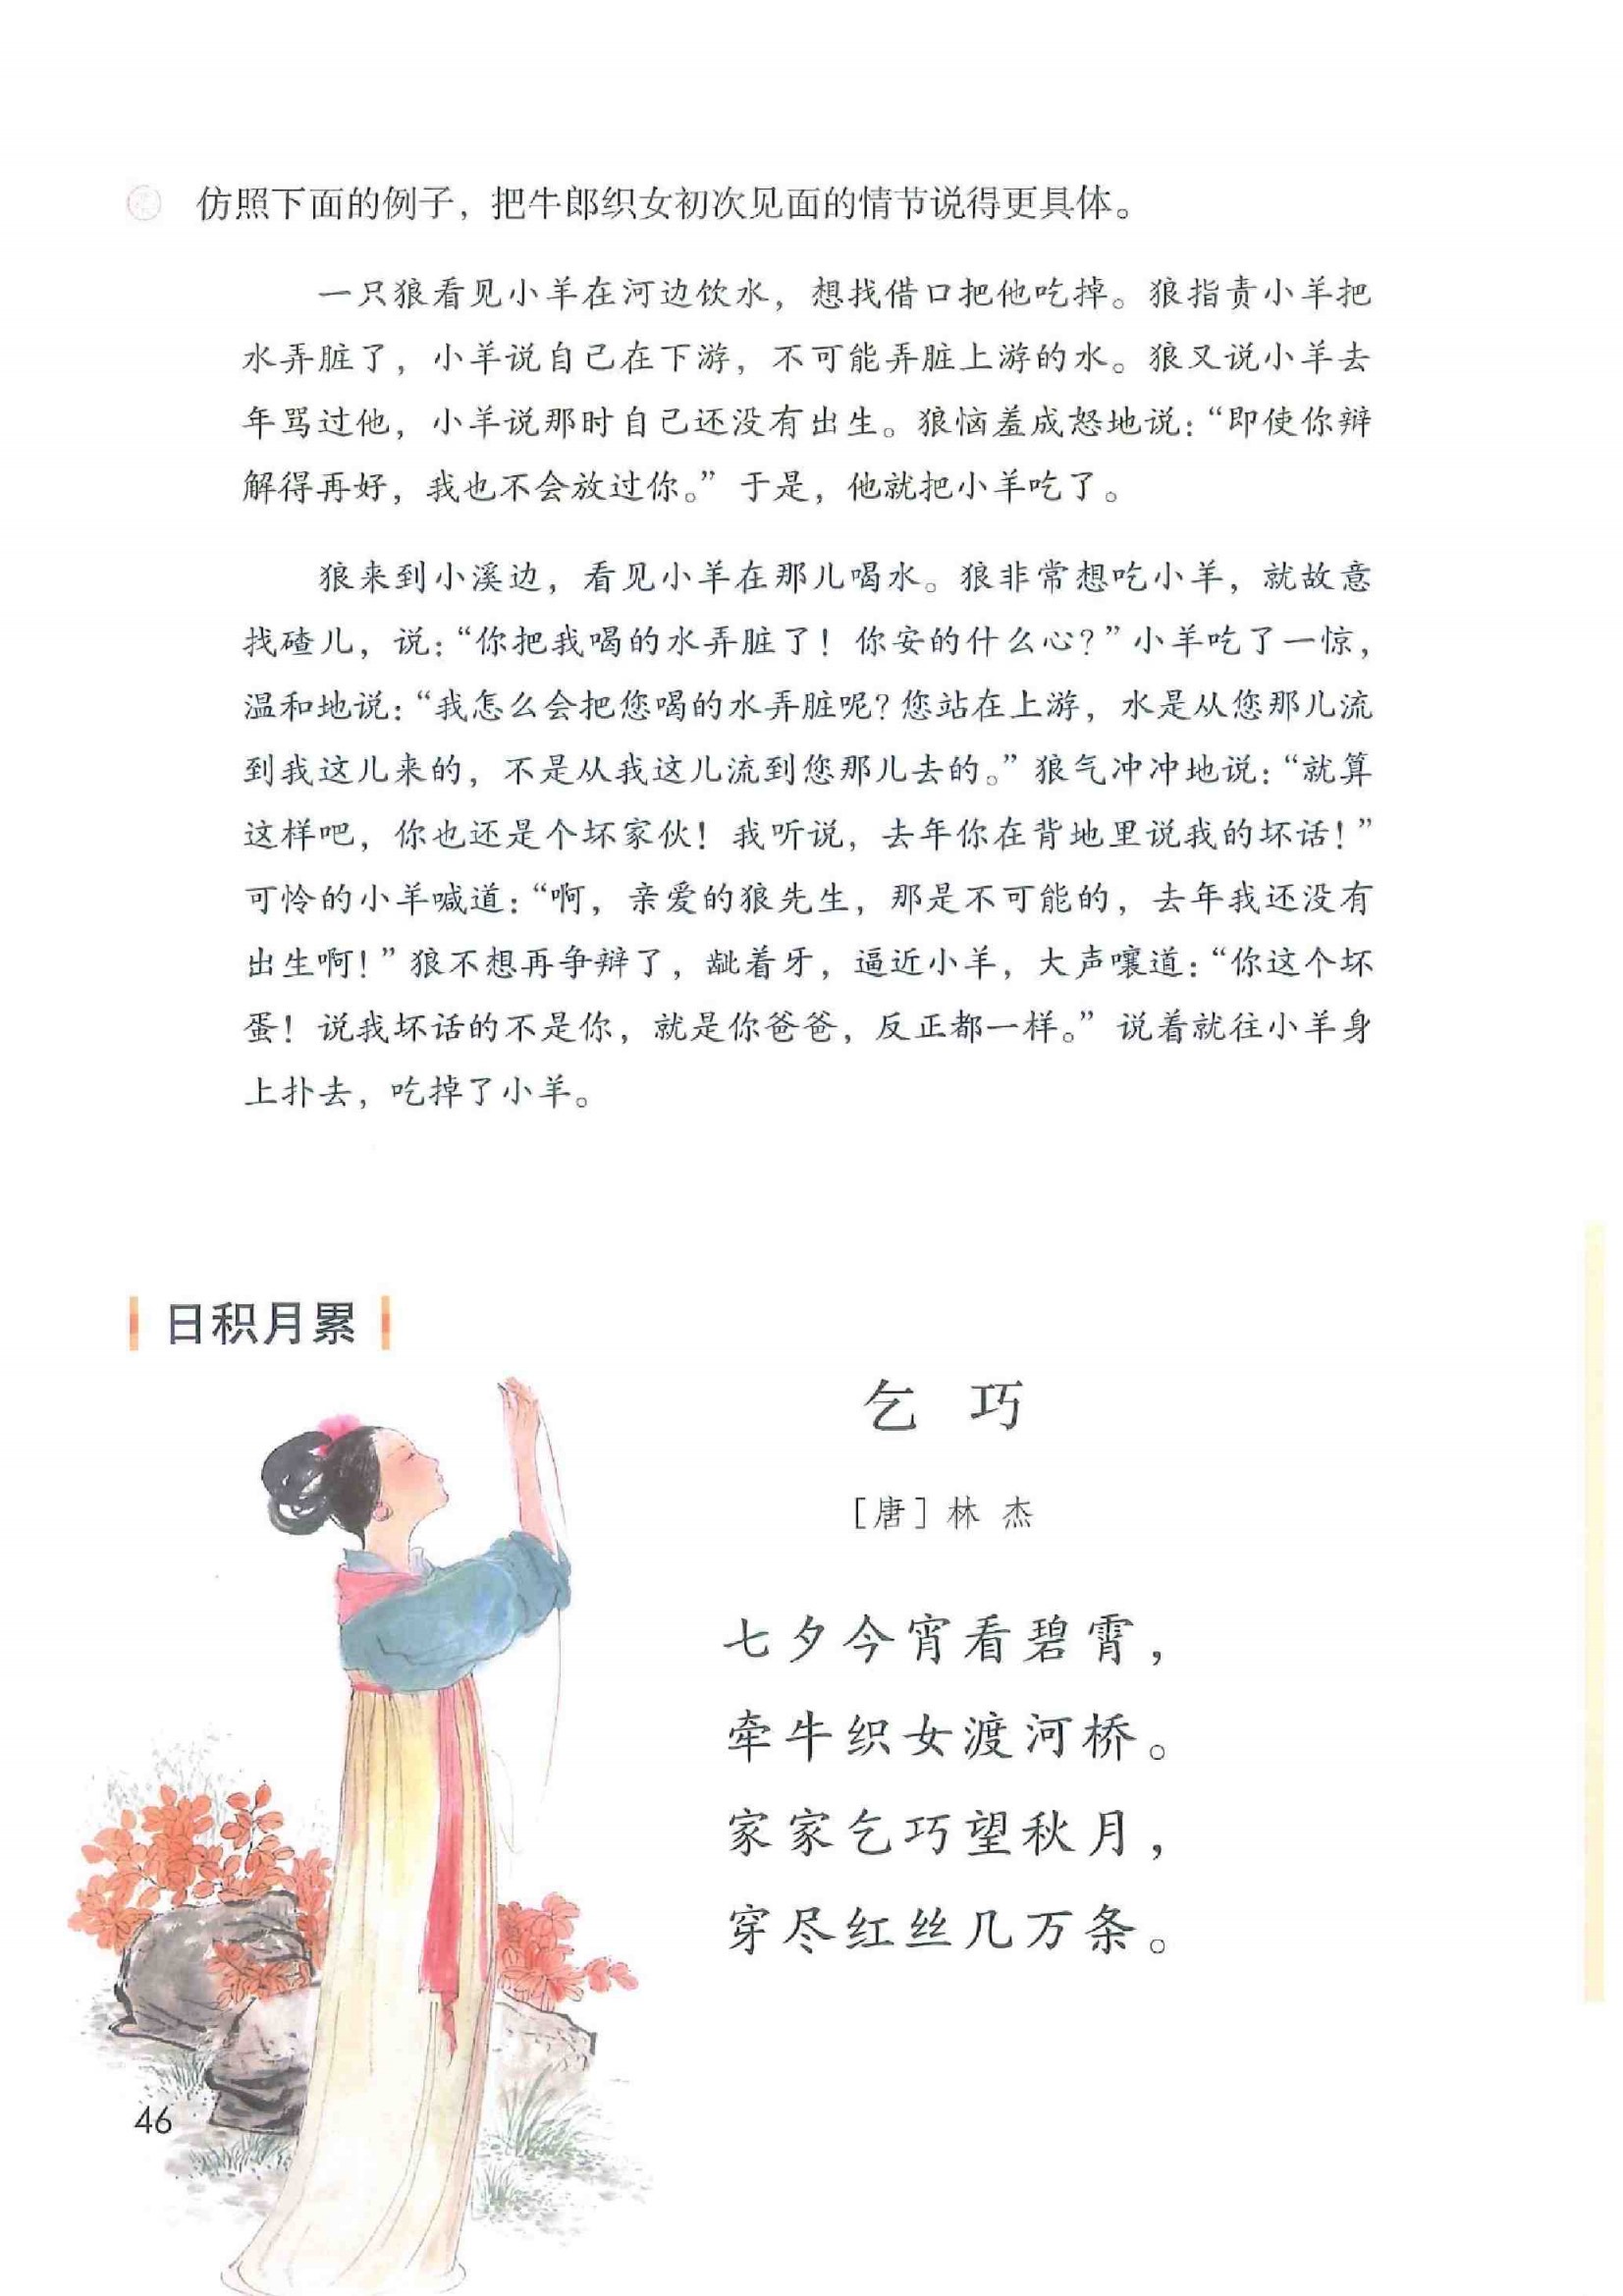 仿照下面的例子，把牛郎织女初次见面的情节说得更具体。
一只狼看见小羊在河边饮水，想找借口把他吃掉。狼指责小羊把
水弄脏了，小羊说自己在下游，不可能弄脏上游的水。狼又说小羊去
年骂过他，小羊说那时自己还没有出生。狼恼羞成怒地说：“即使你辩
解得再好，我也不会放过你。”于是，他就把小羊吃了。
狼来到小溪边，看见小羊在那儿喝水。狼非常想吃小羊，就故意
找碴儿，说：“你把我喝的水弄脏了！你安的什么心？”小羊吃了一惊，
温和地说：“我怎么会把您喝的水弄脏呢？您站在上游，水是从您那儿流
到我这儿来的，不是从我这儿流到您那儿去的。”狼气冲冲地说：“就算
这样吧，你也还是个坏家伙！我听说，去年你在背地里说我的坏话！”
可怜的小羊喊道：“啊，亲爱的狼先生，那是不可能的，去年我还没有
出生啊！”狼不想再争辩了，龇着牙，逼近小羊，大声嚷道：“你这个坏
蛋！说我坏话的不是你，就是你爸爸，反正都一样。”说着就往小羊身
上扑去，吃掉了小羊。
日积月累
乞 巧
［唐］林 杰
七夕今宵看碧霄，
牵牛织女渡河桥。
家家乞巧望秋月，
穿尽红丝几万条。
46